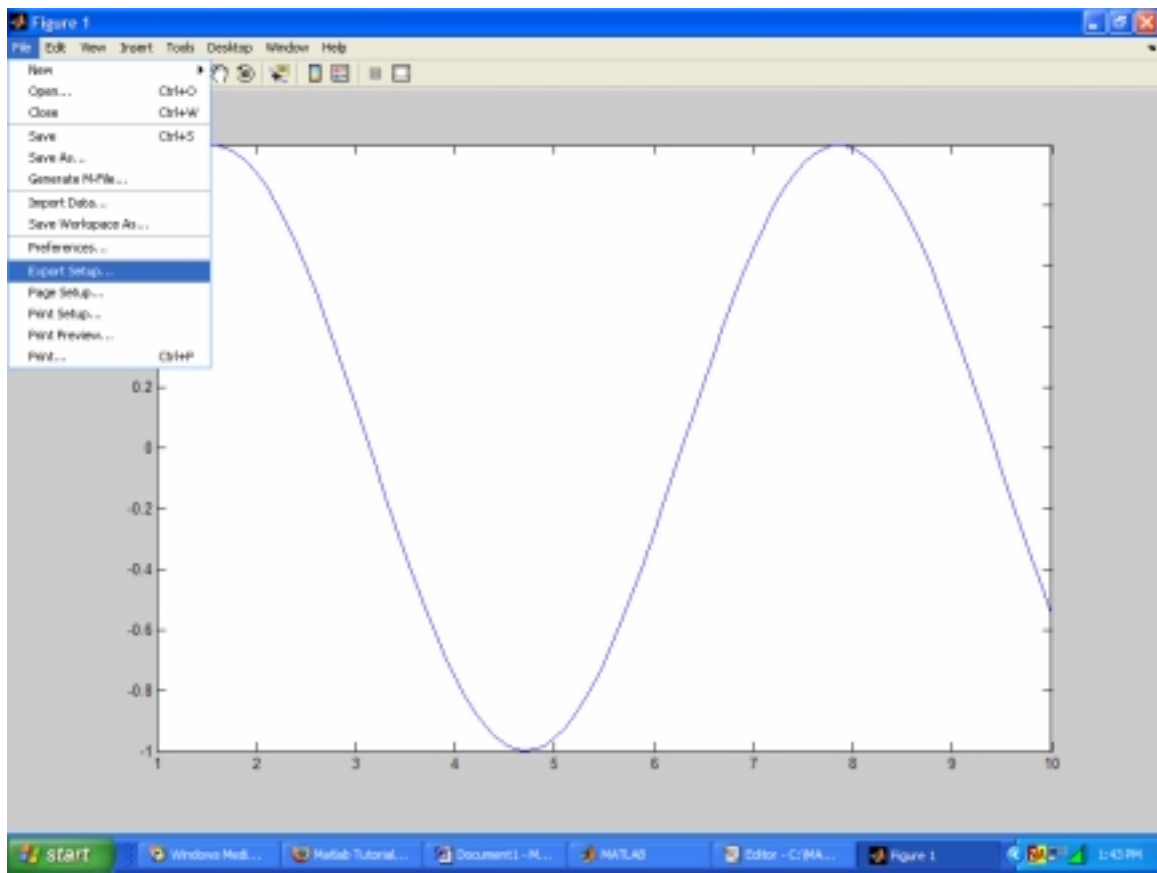 Figure 1
File Edit View Insert Tools Desktop Window Help
New
Open... Ctrl+O
Close Ctrl+W
Save Ctrl+S
Save As...
Generate M-File...
Import Data...
Save Workspace As...
Preferences...
Export Setup...
Page Setup...
Print Setup...
Print Preview...
Print... Ctrl+P
0.2
0
-0.2
-0.4
-0.6
-0.8
-1
1 2 3 4 5 6 7 8 9 10
start Windows Medi... Matlab Tutorial... Document1 - M... MATLAB Editor - C:\MA... Figure 1 1:43 PM